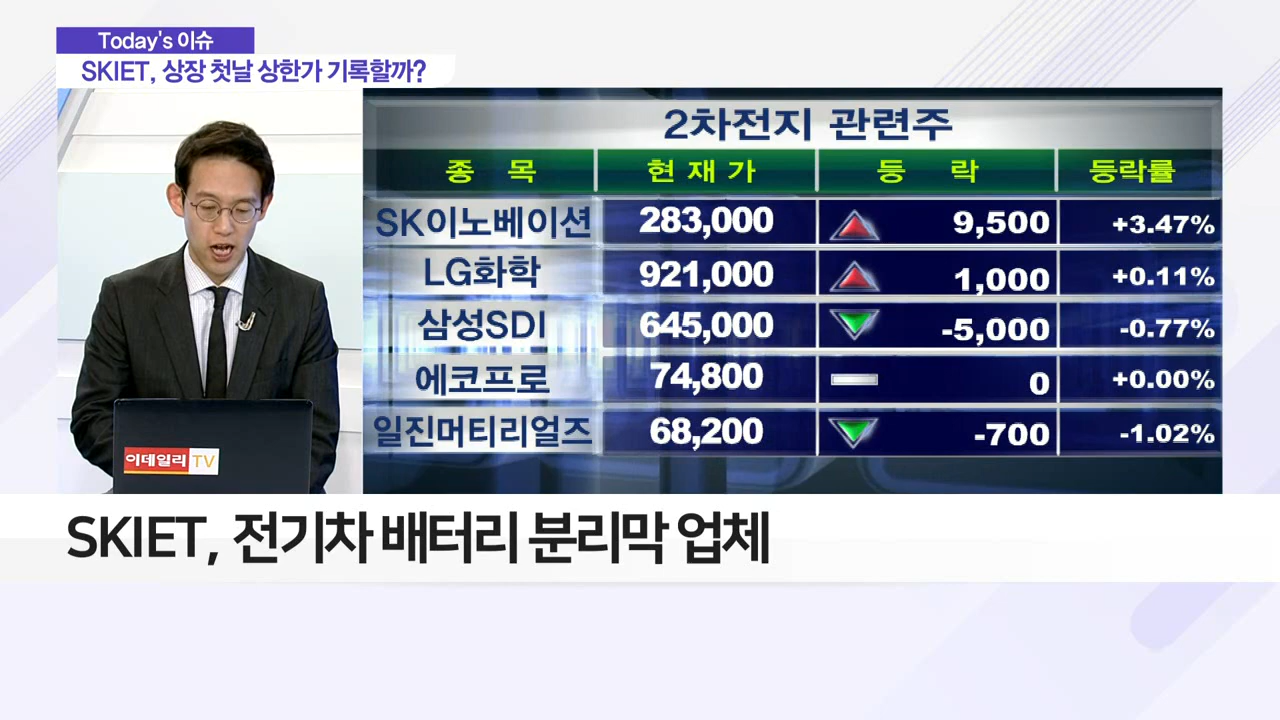 Today's 이슈
SKIET, 상장 첫날 상한가 기록할까?
2차전지 관련주
종 목 현재가 등 락 등락률
SK이노베이션 283,000 9,500 +3.47%
LG화학 921,000 1,000 +0.11%
삼성SDI 645,000 -5,000 -0.77%
에코프로 74,800 0 +0.00%
일진머티리얼즈 68,200 -700 -1.02%
이데일리 TV
SKIET, 전기차 배터리 분리막 업체